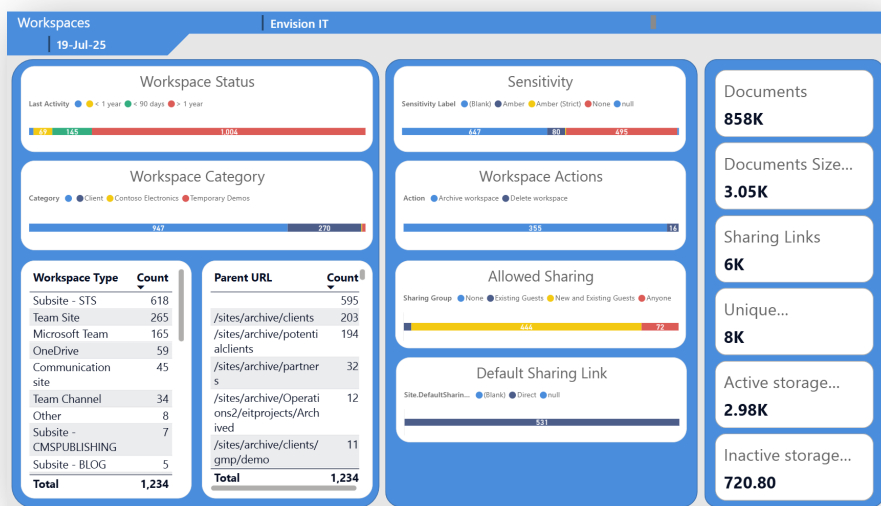 Workspaces
Envision IT
19-Jul-25
Workspace Status
Last Activity < 1 year < 90 days > 1 year
69 145 1,004
Workspace Category
Category Client Contoso Electronics Temporary Demos
947 270
Workspace Type Count
Subsite - STS 618
Team Site 265
Microsoft Team 165
OneDrive 59
Communication 45
site
Team Channel 34
Other 8
Subsite - 7
CMSPUBLISHING
Subsite - BLOG 5
Total 1,234
Parent URL Count
595
/sites/archive/clients 203
/sites/archive/potenti 194
alclients
/sites/archive/partner 32
s
/sites/archive/Operati 12
ons2/eitprojects/Arch
ived
/sites/archive/clients/ 11
gmp/demo
Total 1,234
Sensitivity
Sensitivity Label (Blank) Amber Amber (Strict) None null
647 80 495
Workspace Actions
Action Archive workspace Delete workspace
355 16
Allowed Sharing
Sharing Group None Existing Guests New and Existing Guests Anyone
444 72
Default Sharing Link
Site.DefaultSharin... (Blank) Direct null
531
Documents
858K
Documents Size...
3.05K
Sharing Links
6K
Unique...
8K
Active storage...
2.98K
Inactive storage...
720.80